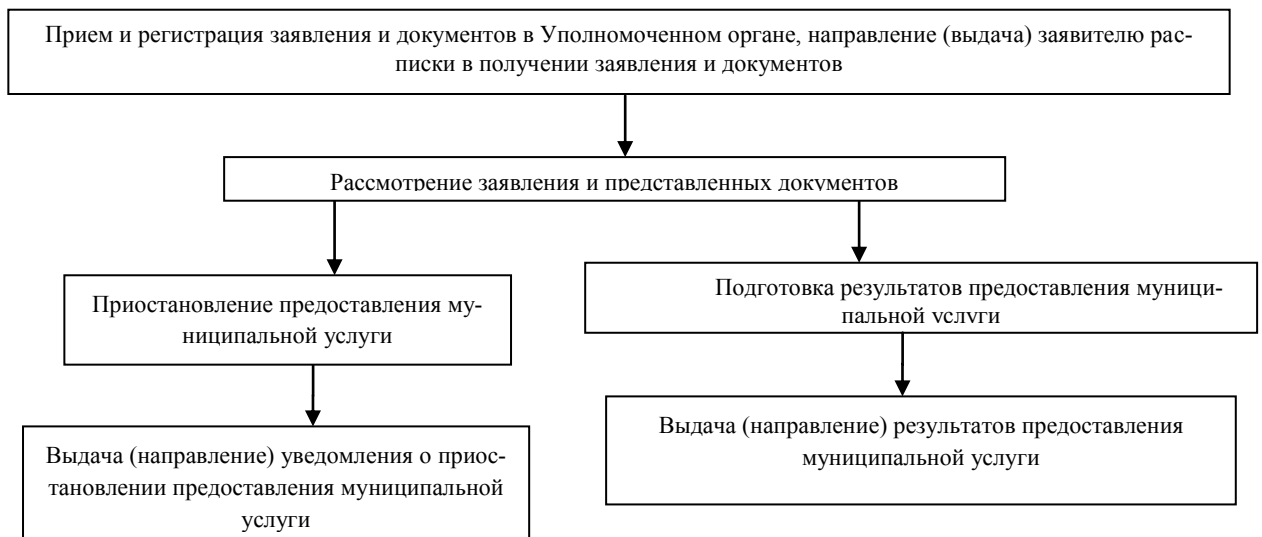 Прием и регистрация заявления и документов в Уполномоченном органе, направление (выдача) заявителю рас-
писки в получении заявления и документов
Рассмотрение заявления и представленных документов
Приостановление предоставления му-
ниципальной услуги
Подготовка результатов предоставления муници-
пальной услуги
Выдача (направление) уведомления о приос-
тановлении предоставления муниципальной
услуги
Выдача (направление) результатов предоставления
муниципальной услуги